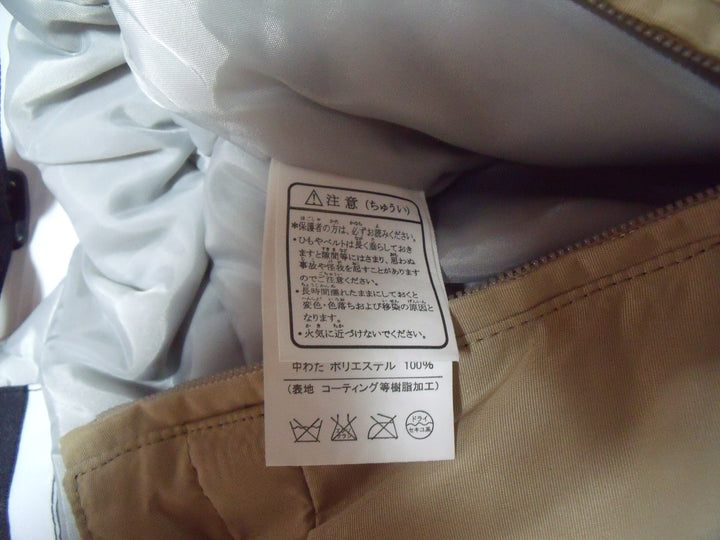 ⚠注意(ちゅうい)
*保護者の方は、必ずお読みください。
・ひもやベルトは長く垂らしておき
ますと隙間等にはさまり、思わぬ
事故や怪我を起すことがあります
のでご注意ください。
・長時間濡れたままにしておくと
変色・色落ちおよび移染の原因と
なります。
・火気に近づけないでください。
中わた ポリエステル 100%
(表地 コーティング等樹脂加工)
ドライ
セキユ系